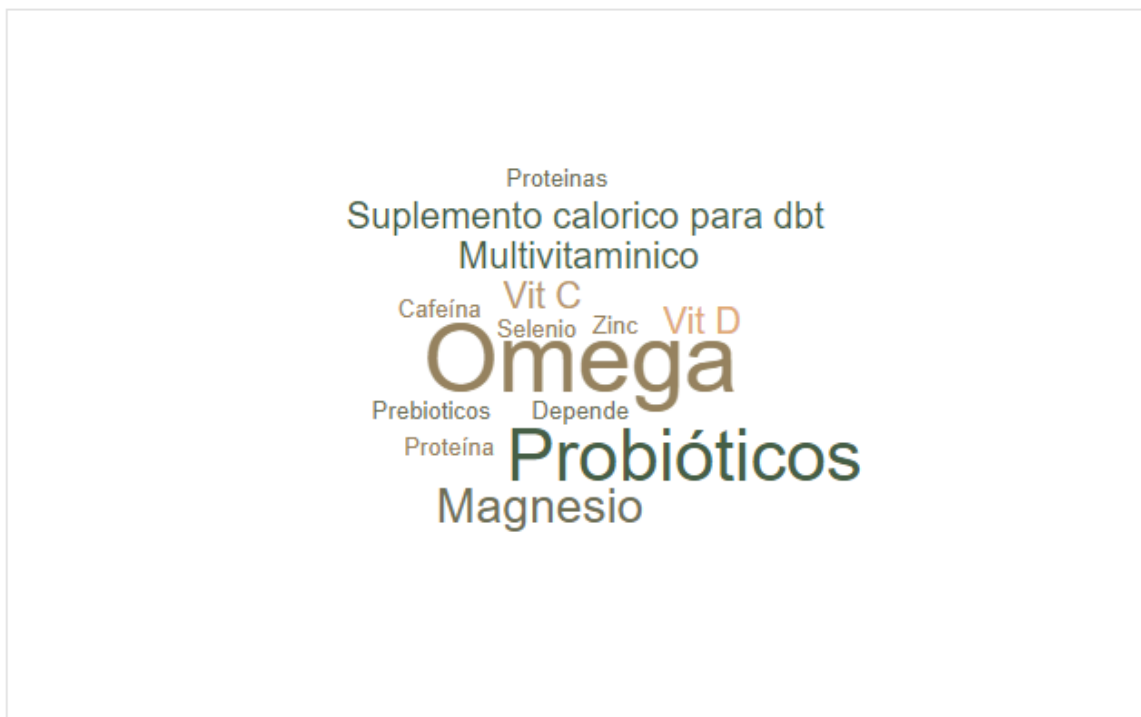 Proteinas
Suplemento calorico para dbt
Multivitaminico
Vit C
Cafeína
Selenio
Zinc
Vit D
Omega
Prebioticos
Depende
Proteína
Probióticos
Magnesio